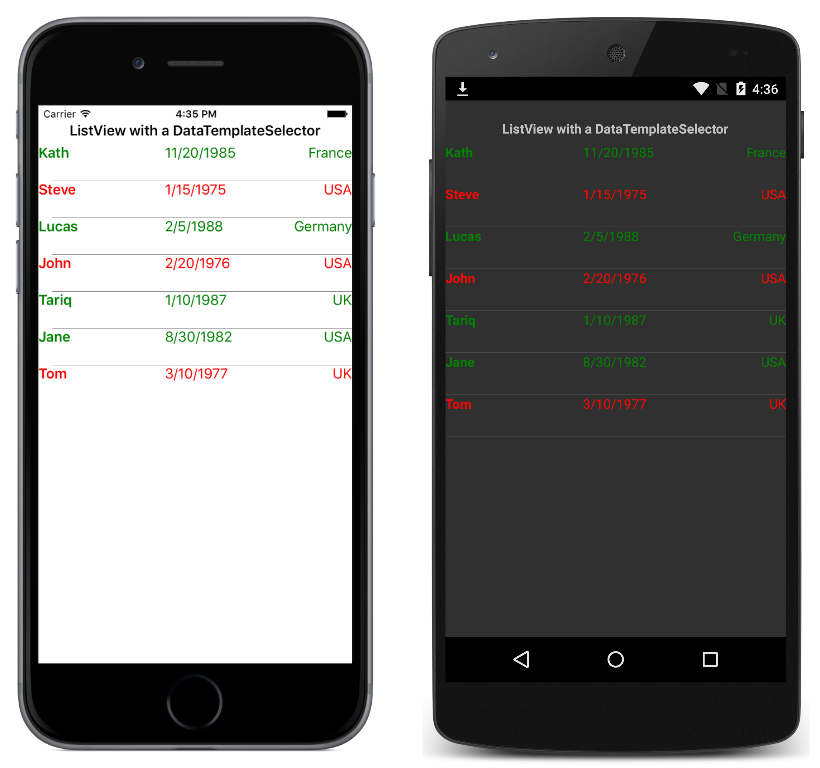 Carrier 4:35 PM
ListView with a DataTemplateSelector
Kath 11/20/1985 France
Steve 1/15/1975 USA
Lucas 2/5/1988 Germany
John 2/20/1976 USA
Tariq 1/10/1987 UK
Jane 8/30/1982 USA
Tom 3/10/1977 UK
4:36
ListView with a DataTemplateSelector
Kath 11/20/1985 France
Steve 1/15/1975 USA
Lucas 2/5/1988 Germany
John 2/20/1976 USA
Tariq 1/10/1987 UK
Jane 8/30/1982 USA
Tom 3/10/1977 UK